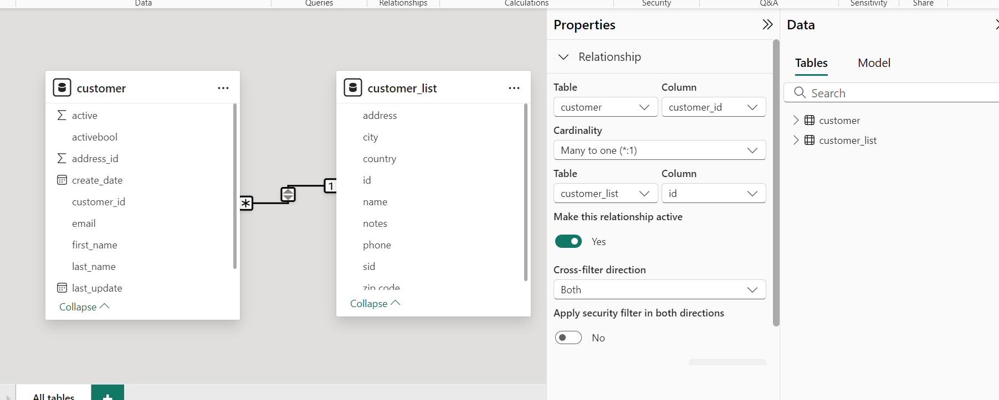 Data Queries Relationships Calculations Security Q&A Sensitivity Share
customer
active
activebool
address_id
create_date
customer_id
email
first_name
last_name
last_update
Collapse
*
1
customer_list
address
city
country
id
name
notes
phone
sid
zip code
Collapse
All tables
+
Properties
Relationship
Table Column
customer customer_id
Cardinality
Many to one (*:1)
Table Column
customer_list id
Make this relationship active
Yes
Cross-filter direction
Both
Apply security filter in both directions
No
Data
Tables Model
Search
customer
customer_list